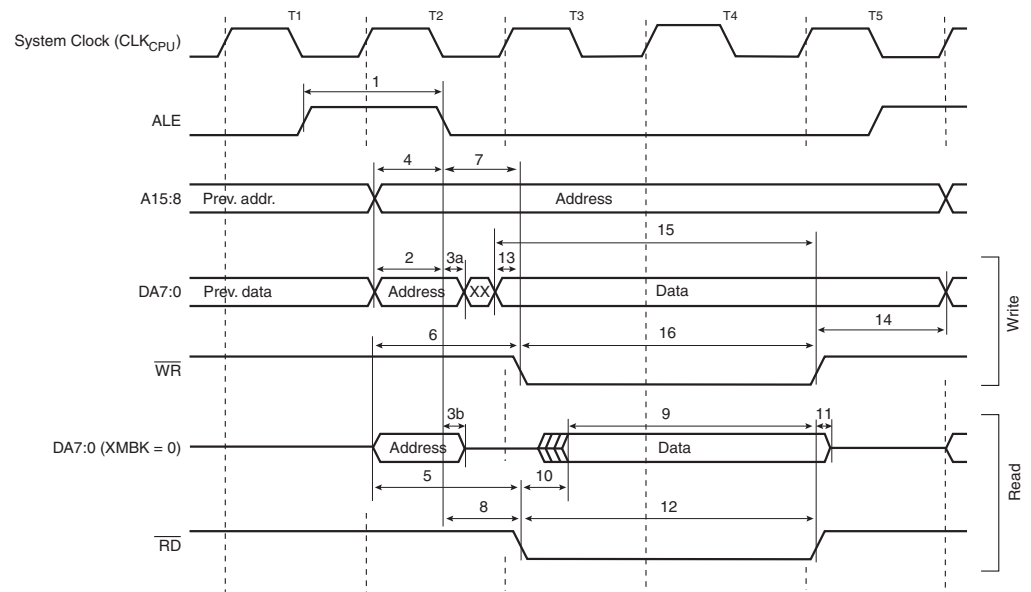 T1 T2 T3 T4 T5
System Clock (CLKCPU)
1
ALE
4 7
A15:8 Prev. addr. Address
15
2 3a 13
DA7:0 Prev. data Address XX Data
14
6 16
WR
Write
3b 9 11
DA7:0 (XMBK = 0) Address Data
5 10
8 12
RD
Read